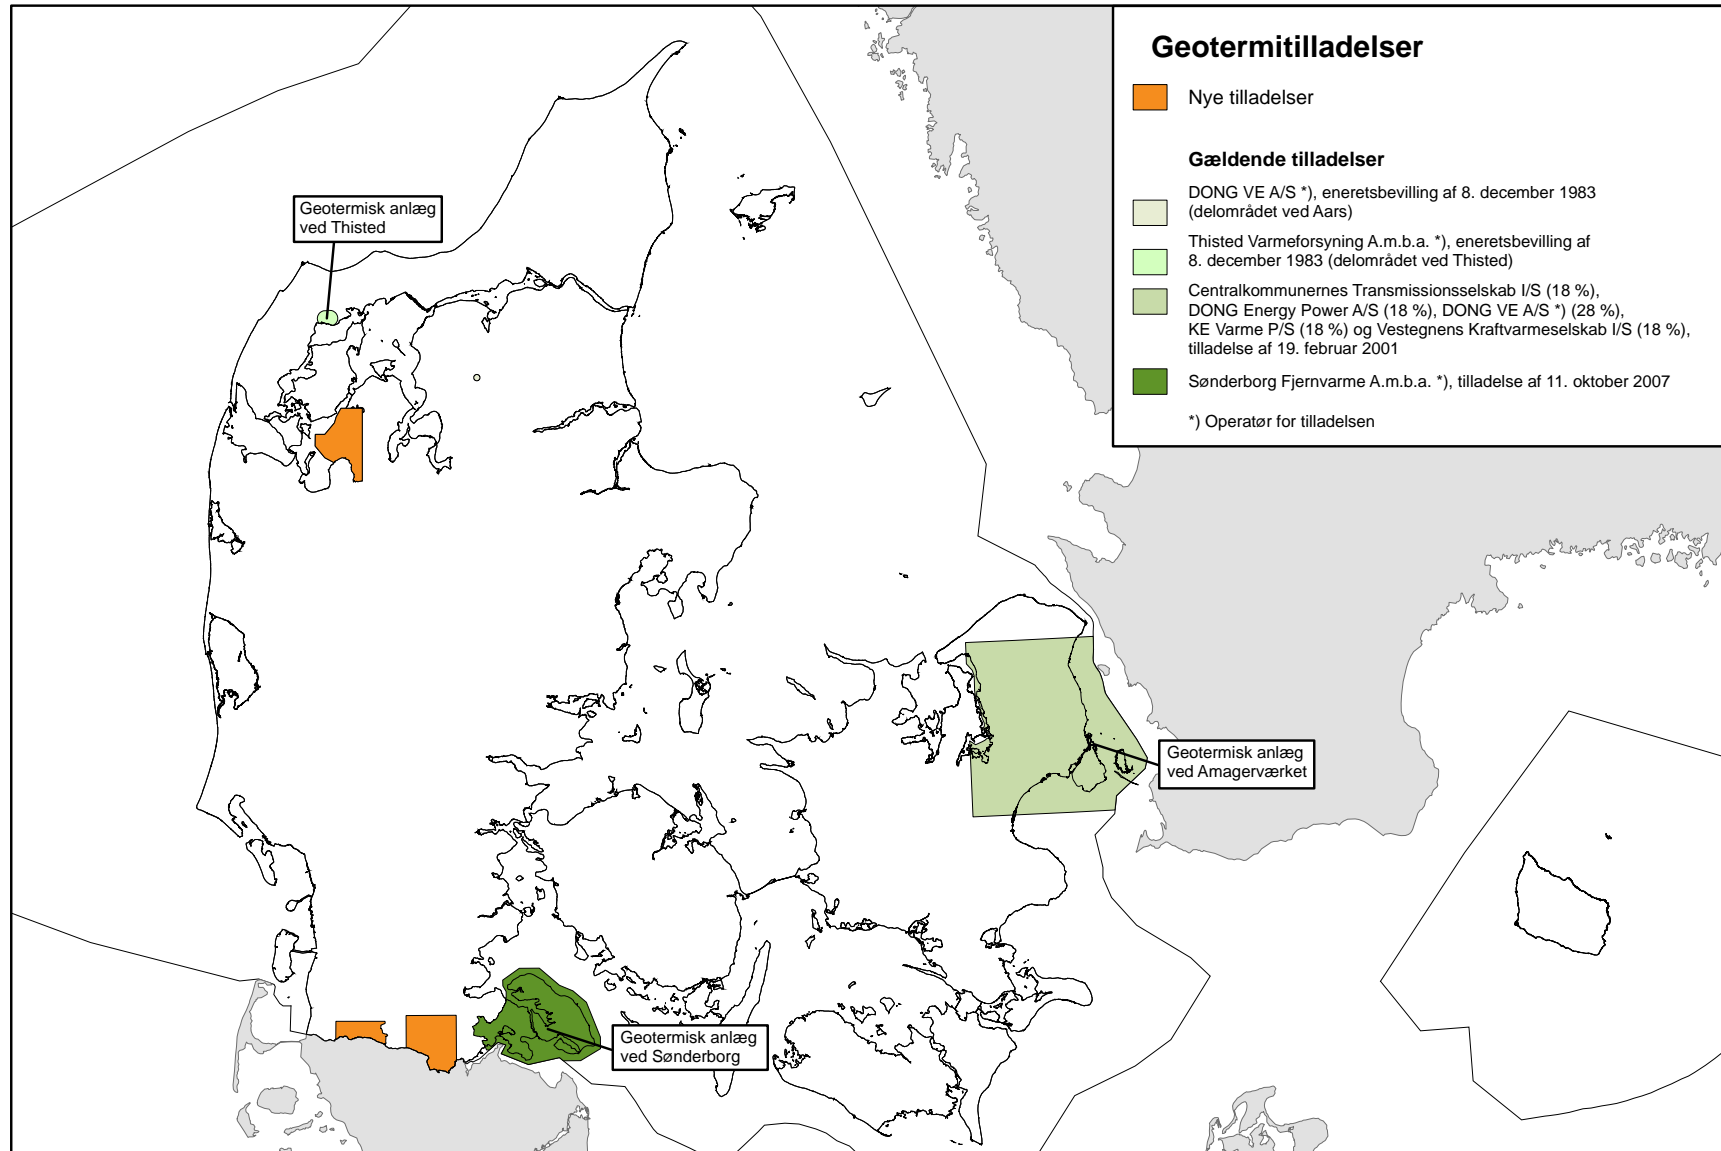 Geotermitilladelser
Nye tilladelser
Gældende tilladelser
DONG VE A/S *), eneretsbevilling af 8. december 1983
(delområdet ved Aars)
Thisted Varmeforsyning A.m.b.a. *), eneretsbevilling af
8. december 1983 (delområdet ved Thisted)
Centralkommunernes Transmissionsselskab I/S (18 %),
DONG Energy Power A/S (18 %), DONG VE A/S *) (28 %),
KE Varme P/S (18 %) og Vestegnens Kraftvarmeselskab I/S (18 %),
tilladelse af 19. februar 2001
Sønderborg Fjernvarme A.m.b.a. *), tilladelse af 11. oktober 2007
*) Operatør for tilladelsen
Geotermisk anlæg
ved Thisted
Geotermisk anlæg
ved Amagerværket
Geotermisk anlæg
ved Sønderborg